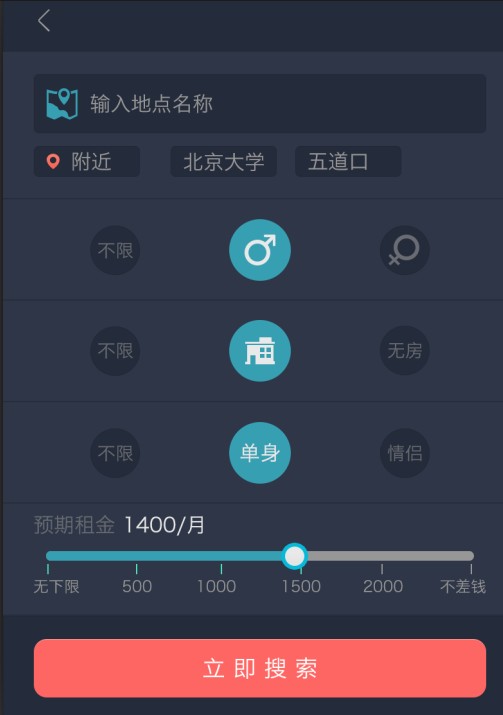 输入地点名称
附近 北京大学 五道口
不限
不限 无房
不限 单身 情侣
预期租金 1400/月
无下限 500 1000 1500 2000 不差钱
立即搜索